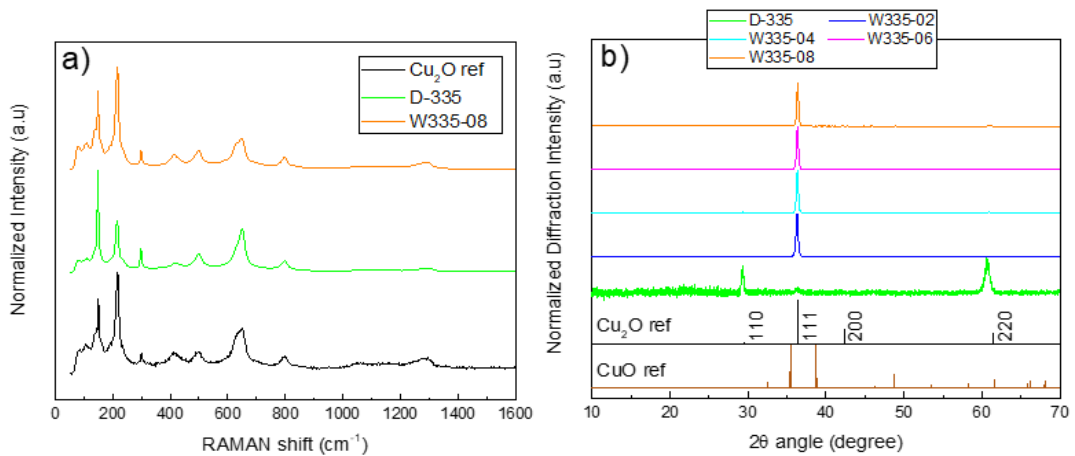 a)
Cu₂O ref
D-335
W335-08
Normalized Intensity (a.u)
0 200 400 600 800 1000 1200 1400 1600
RAMAN shift (cm⁻¹)
D-335 W335-02
W335-04 W335-06
W335-08
b)
Normalized Diffraction Intensity (a.u)
Cu₂O ref
110
111
200
220
CuO ref
10 20 30 40 50 60 70
2θ angle (degree)